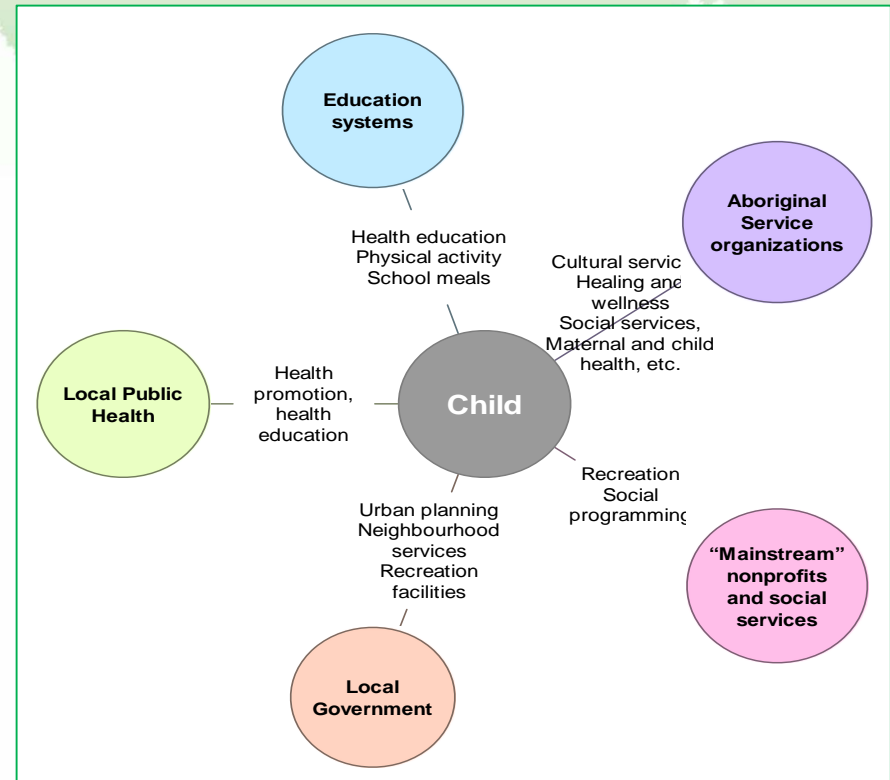 Education
systems
Aboriginal
Service
organizations
Health education
Physical activity
School meals
Cultural servic
Healing and
wellness
Social services,
Maternal and child
health, etc.
Local Public
Health
Health
promotion,
health
education
Child
Recreation
Social
programming
Urban planning
Neighbourhood
services
Recreation
facilities
“Mainstream”
nonprofits
and social
services
Local
Government